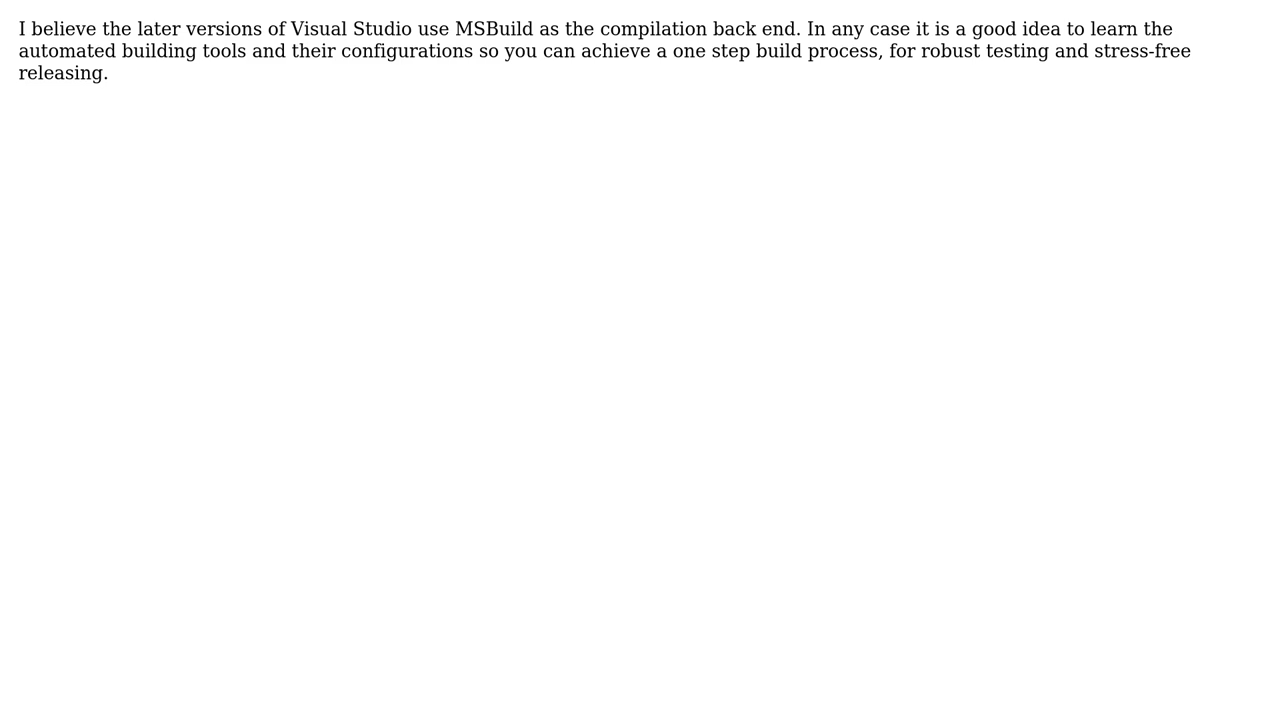 I believe the later versions of Visual Studio use MSBuild as the compilation back end. In any case it is a good idea to learn the
automated building tools and their configurations so you can achieve a one step build process, for robust testing and stress-free
releasing.